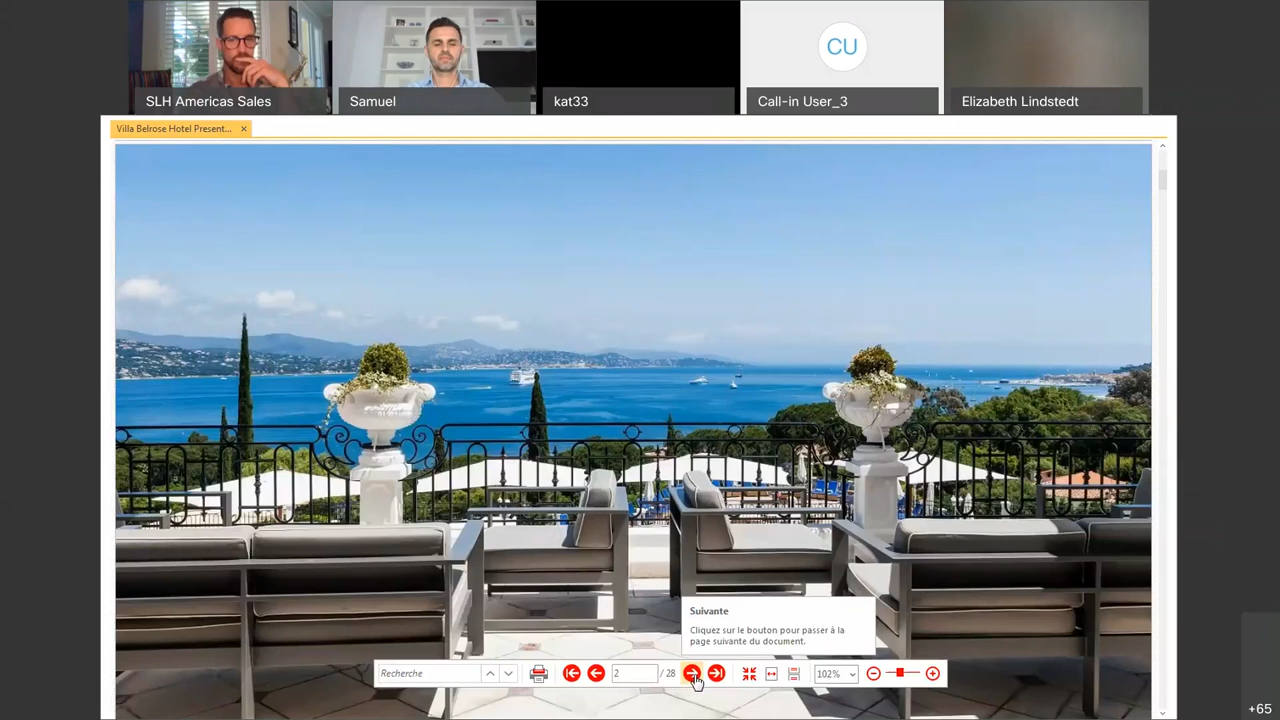 SLH Americas Sales
Samuel
kat33
CU
Call-in User_3
Elizabeth Lindstedt
Villa Belrose Hotel Present... ×
Suivante
Cliquez sur le bouton pour passer à la
page suivante du document.
Recherche
2 / 28
102%
+65